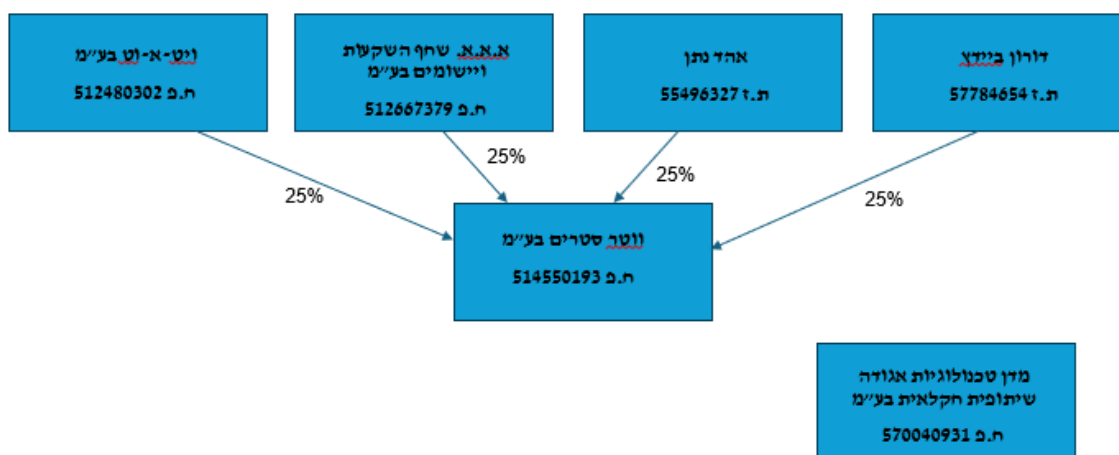 דורון ביידץ
ת.ז 57784654
אהד נתן
ת.ז 55496327
א.א.א. שחף השקעות
ויישומים בע״מ
ח.פ 512667379
ויט-א-וט בע״מ
ח.פ 512480302
25%
25%
25%
25%
ווטר סטרים בע״מ
ח.פ 514550193
מדן טכנולוגיות אגודה
שיתופית חקלאית בע״מ
ח.פ 570040931